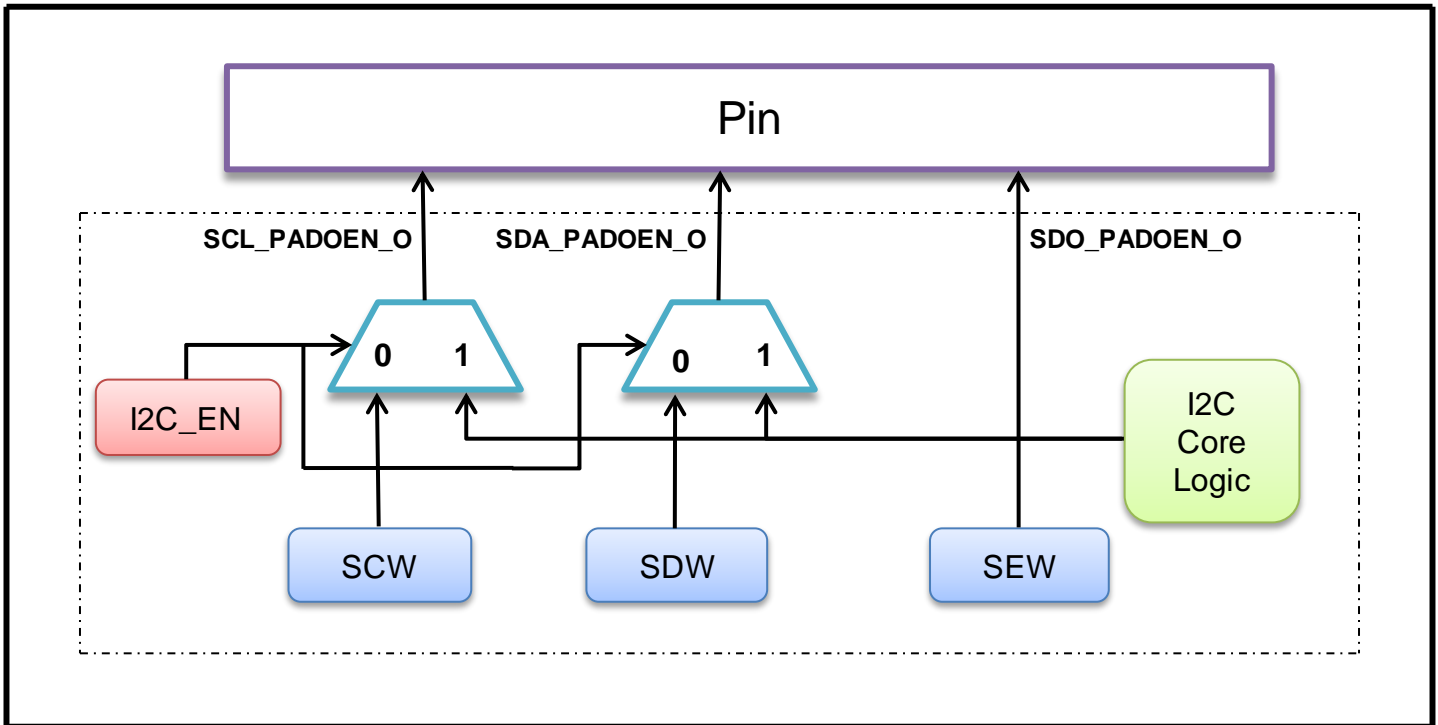 Pin
SCL_PADOEN_O
SDA_PADOEN_O
SDO_PADOEN_O
0 1
0 1
I2C_EN
I2C
Core
Logic
SCW
SDW
SEW